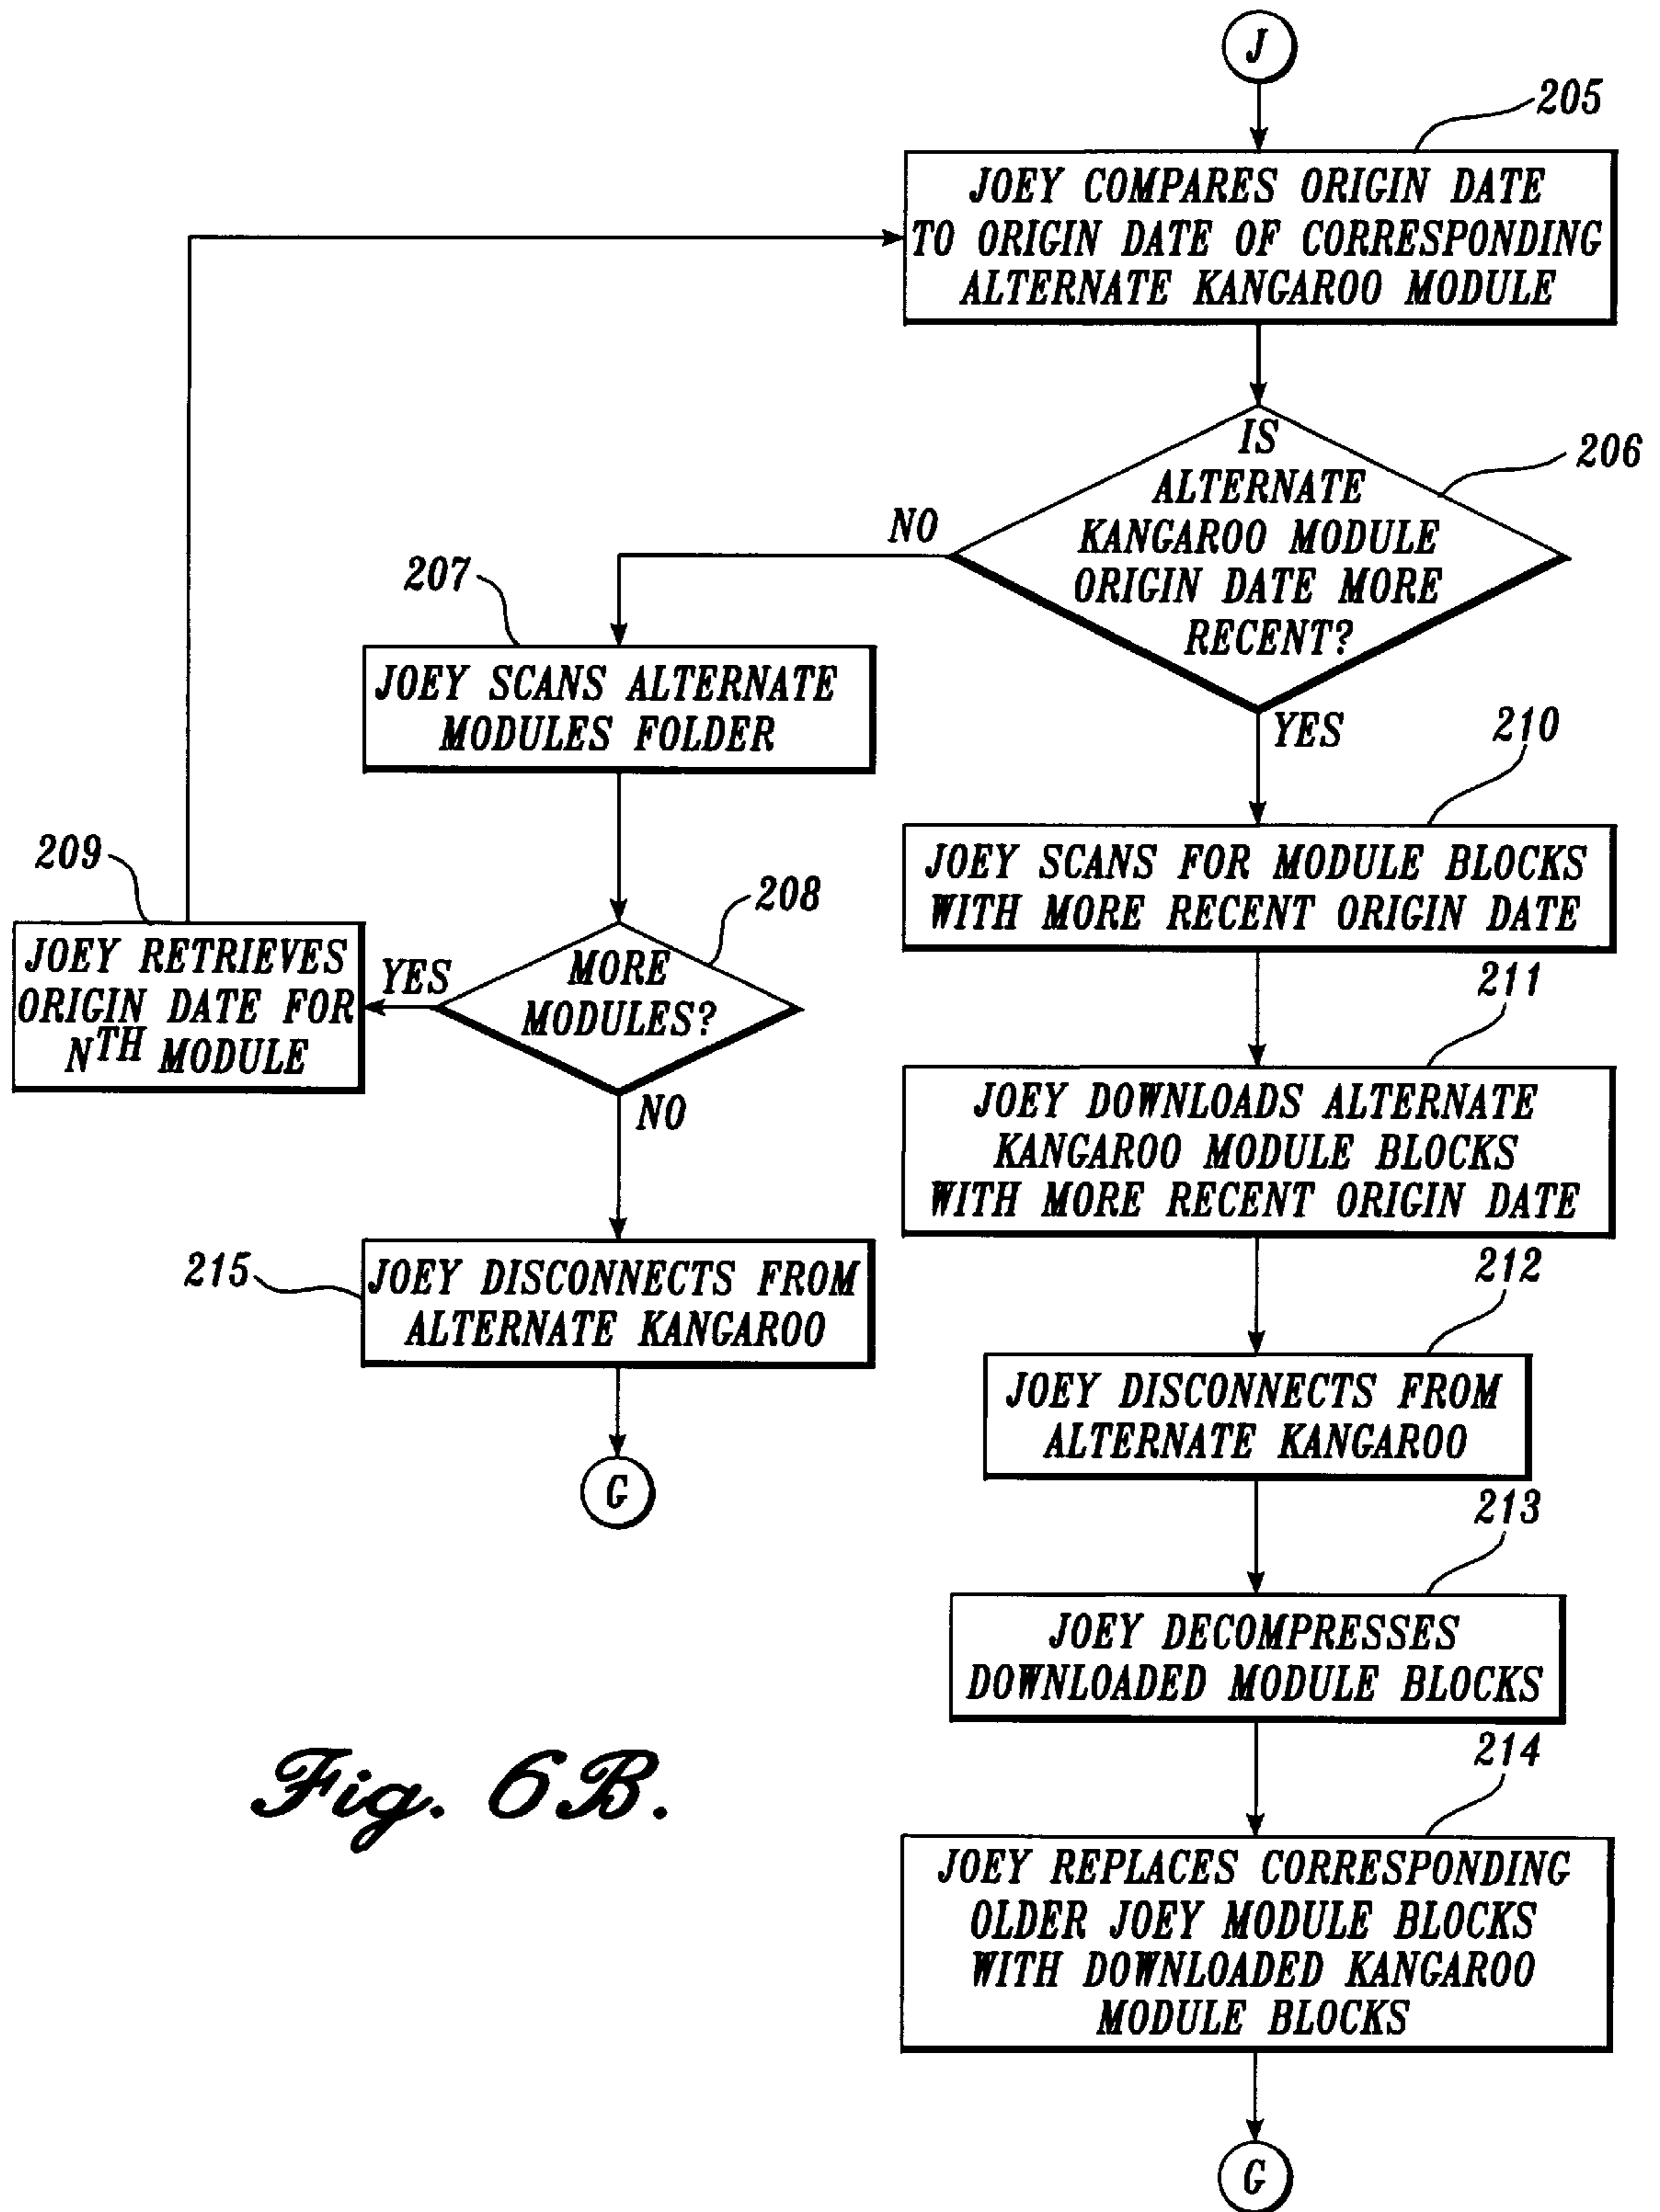 J
205
JOEY COMPARES ORIGIN DATE
TO ORIGIN DATE OF CORRESPONDING
ALTERNATE KANGAROO MODULE
206
IS
ALTERNATE
KANGAROO MODULE
ORIGIN DATE MORE
RECENT?
NO
YES
207
JOEY SCANS ALTERNATE
MODULES FOLDER
208
MORE
MODULES?
YES
NO
209
JOEY RETRIEVES
ORIGIN DATE FOR
NTH MODULE
215
JOEY DISCONNECTS FROM
ALTERNATE KANGAROO
G
210
JOEY SCANS FOR MODULE BLOCKS
WITH MORE RECENT ORIGIN DATE
211
JOEY DOWNLOADS ALTERNATE
KANGAROO MODULE BLOCKS
WITH MORE RECENT ORIGIN DATE
212
JOEY DISCONNECTS FROM
ALTERNATE KANGAROO
213
JOEY DECOMPRESSES
DOWNLOADED MODULE BLOCKS
214
JOEY REPLACES CORRESPONDING
OLDER JOEY MODULE BLOCKS
WITH DOWNLOADED KANGAROO
MODULE BLOCKS
G
Fig. 6B.